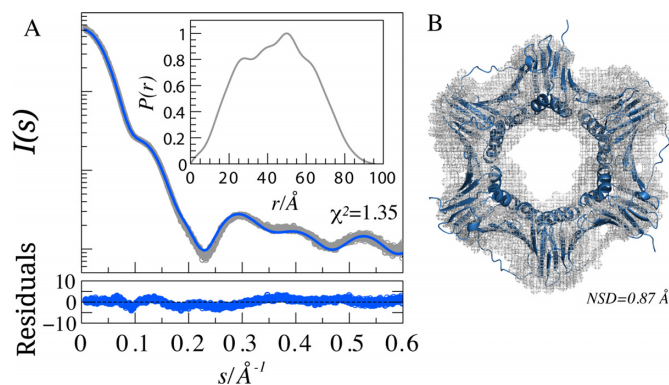 A
B
I(s)
P(r)
1
0.8
0.6
0.4
0.2
0
0 20 40 60 80 100
r/Å
χ²=1.35
NSD=0.87 Å
Residuals
10
0
−10
0 0.1 0.2 0.3 0.4 0.5 0.6
s/Å⁻¹